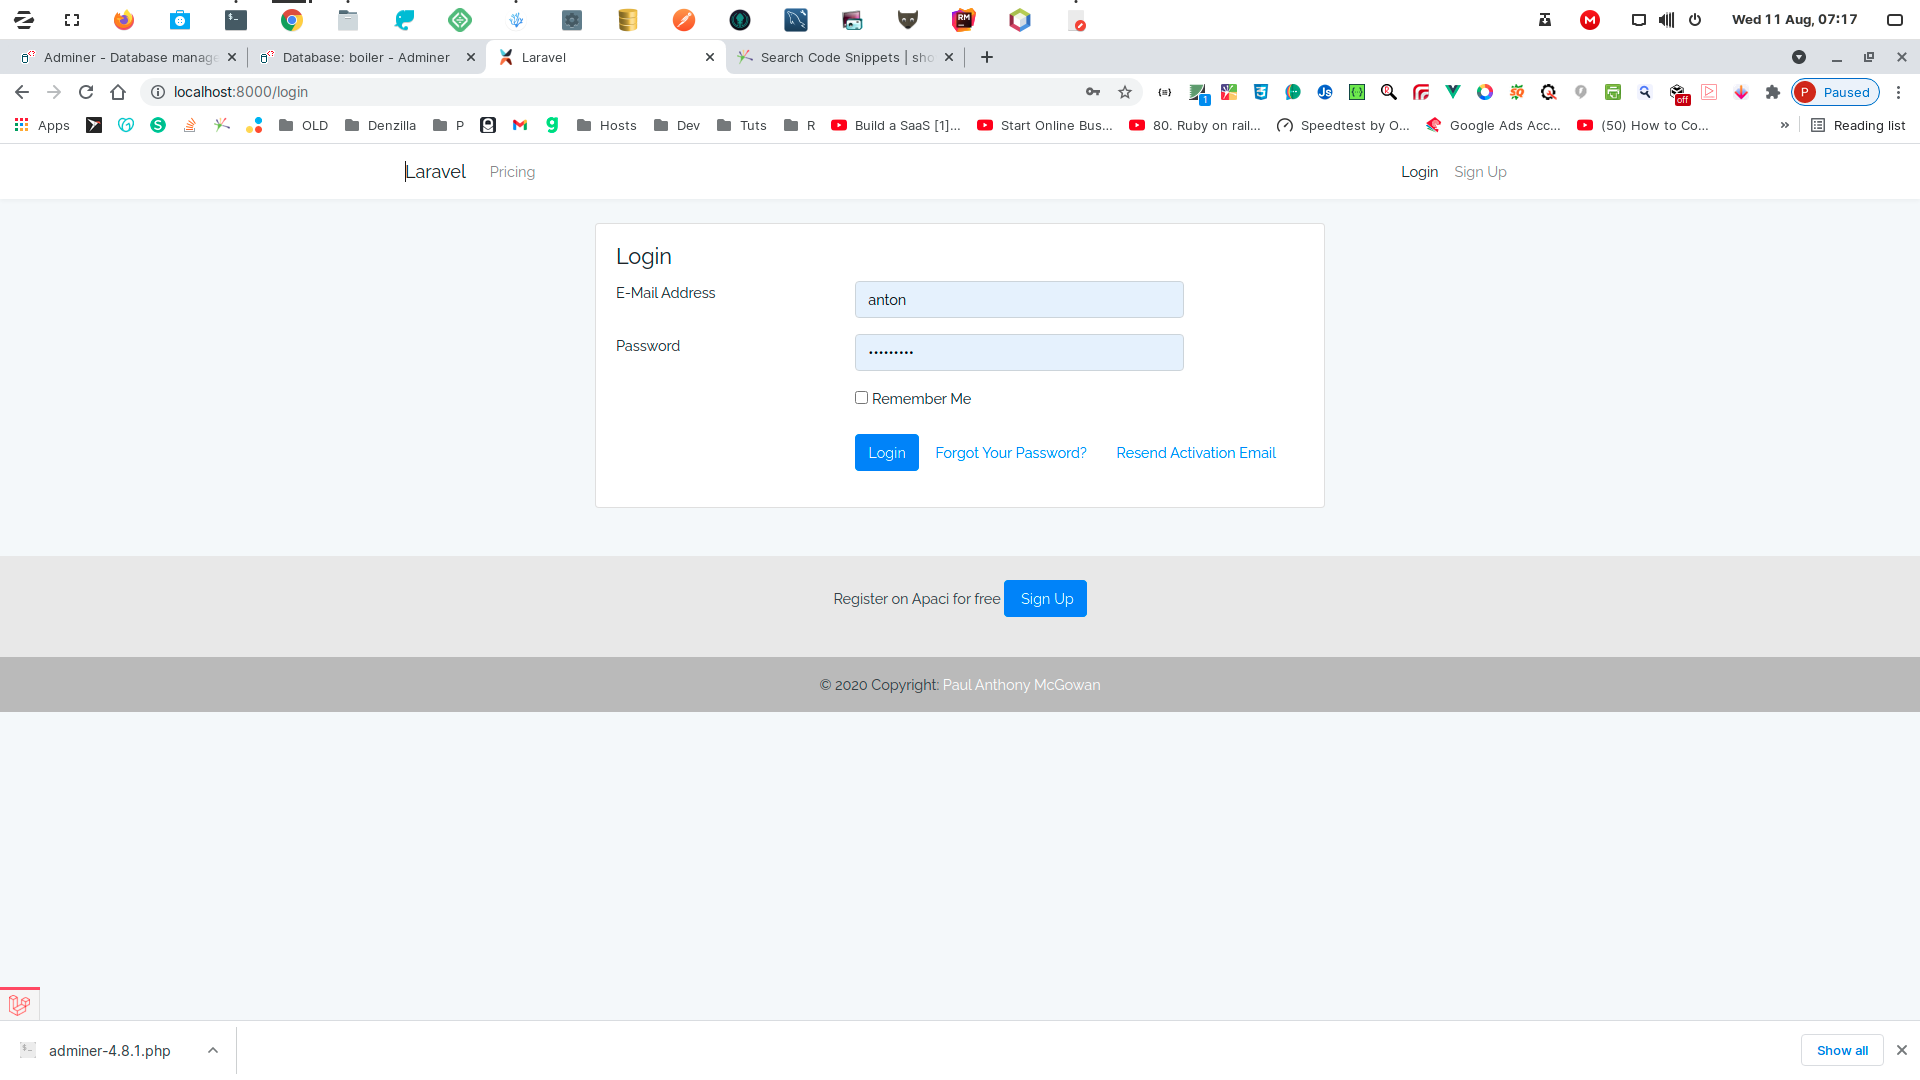 Wed 11 Aug, 07:17
Adminer - Database manage
Database: boiler - Adminer
Laravel
Search Code Snippets | sho
localhost:8000/login
1
off
P Paused
Apps
OLD
Denzilla
P
Hosts
Dev
Tuts
R
Build a SaaS [1]...
Start Online Bus...
80. Ruby on rail...
Speedtest by O...
Google Ads Acc...
(50) How to Co...
»
Reading list
Laravel
Pricing
Login
Sign Up
Login
E-Mail Address
anton
Password
•••••••••
Remember Me
Login
Forgot Your Password?
Resend Activation Email
Register on Apaci for free
Sign Up
© 2020 Copyright: Paul Anthony McGowan
adminer-4.8.1.php
Show all